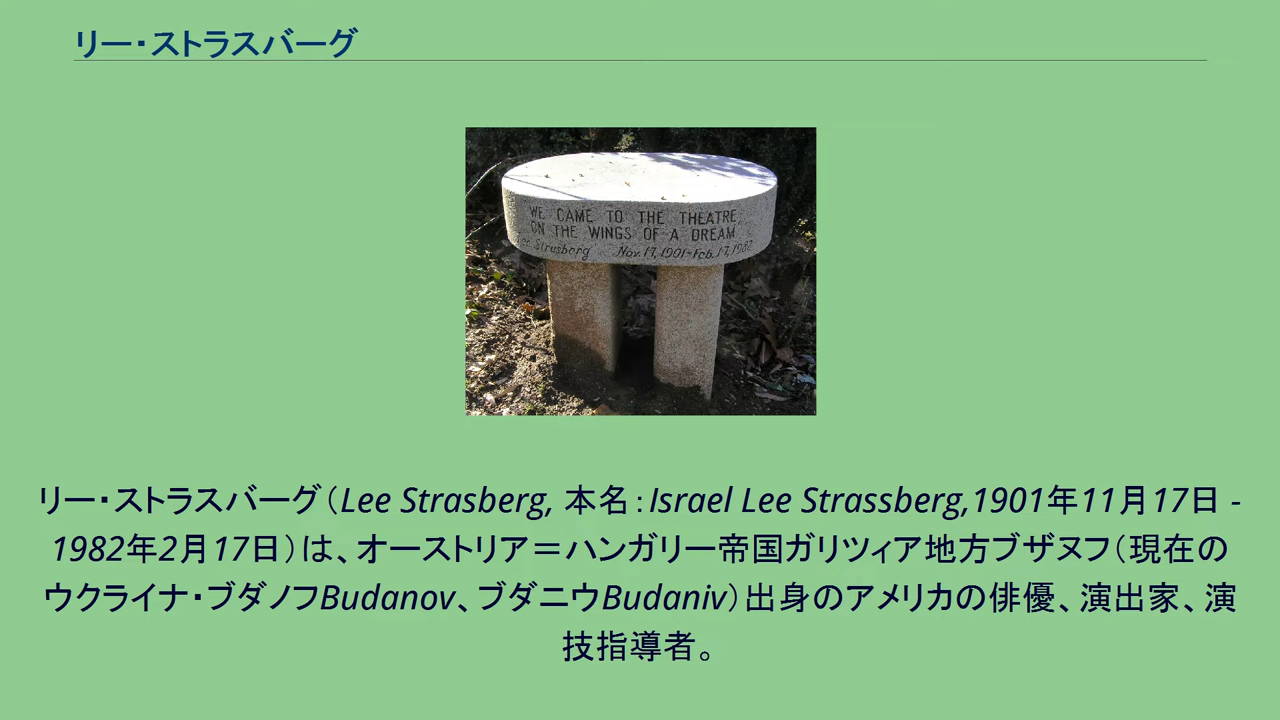 リー・ストラスバーグ
WE CAME TO THE THEATRE
ON THE WINGS OF A DREAM
Lee Strasberg Nov. 17, 1901-Feb. 17, 1982
リー・ストラスバーグ（Lee Strasberg, 本名：Israel Lee Strassberg,1901年11月17日 -
1982年2月17日）は、オーストリア＝ハンガリー帝国ガリツィア地方ブザヌフ（現在の
ウクライナ・ブダノフBudanov、ブダニウBudaniv）出身のアメリカの俳優、演出家、演
技指導者。